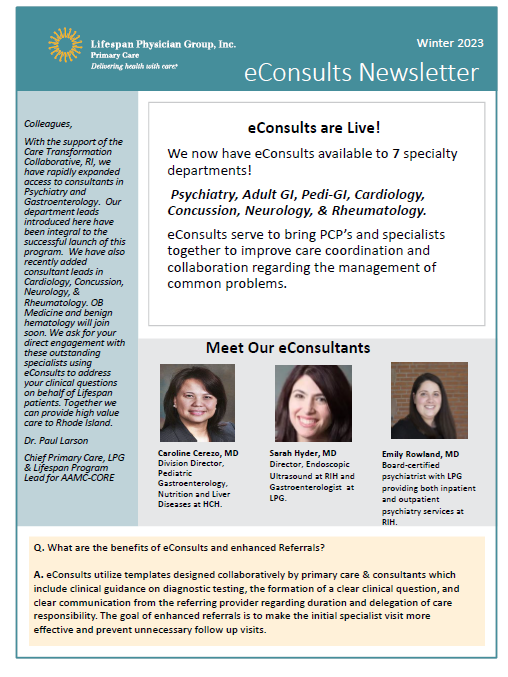 Lifespan Physician Group, Inc.
Primary Care
Delivering health with care.®
Winter 2023
eConsults Newsletter
Colleagues,
With the support of the
Care Transformation
Collaborative, RI, we
have rapidly expanded
access to consultants in
Psychiatry and
Gastroenterology. Our
department leads
introduced here have
been integral to the
successful launch of this
program. We have also
recently added
consultant leads in
Cardiology, Concussion,
Neurology, &
Rheumatology. OB
Medicine and benign
hematology will join
soon. We ask for your
direct engagement with
these outstanding
specialists using
eConsults to address
your clinical questions
on behalf of Lifespan
patients. Together we
can provide high value
care to Rhode Island.
Dr. Paul Larson
Chief Primary Care, LPG
& Lifespan Program
Lead for AAMC-CORE
eConsults are Live!
We now have eConsults available to 7 specialty
departments!
Psychiatry, Adult GI, Pedi-GI, Cardiology,
Concussion, Neurology, & Rheumatology.
eConsults serve to bring PCP's and specialists
together to improve care coordination and
collaboration regarding the management of
common problems.
Meet Our eConsultants
Caroline Cerezo, MD
Division Director,
Pediatric
Gastroenterology,
Nutrition and Liver
Diseases at HCH.
Sarah Hyder, MD
Director, Endoscopic
Ultrasound at RIH and
Gastroenterologist at
LPG.
Emily Rowland, MD
Board-certified
psychiatrist with LPG
providing both inpatient
and outpatient
psychiatry services at
RIH.
Q. What are the benefits of eConsults and enhanced Referrals?
A. eConsults utilize templates designed collaboratively by primary care & consultants which
include clinical guidance on diagnostic testing, the formation of a clear clinical question, and
clear communication from the referring provider regarding duration and delegation of care
responsibility. The goal of enhanced referrals is to make the initial specialist visit more
effective and prevent unnecessary follow up visits.